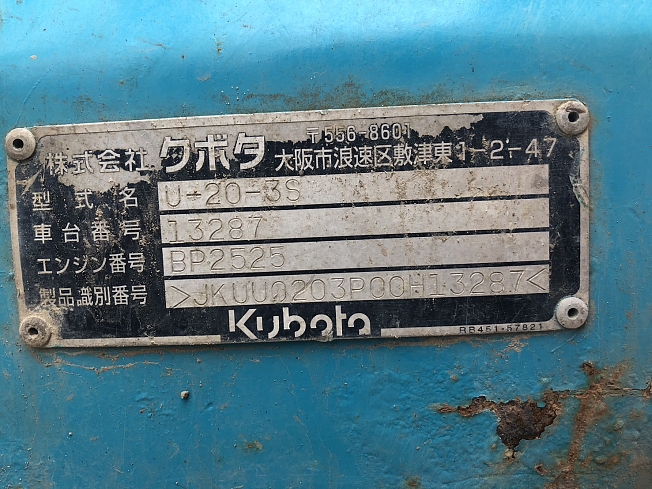 株式会社 クボタ 〒556-8601 大阪市浪速区敷津東1-2-47
型式名 U-20-3S
車台番号 13287
エンジン番号 BP2525
製品識別番号 >JKUU0203P00H13287<
Kubota
RB451-57821